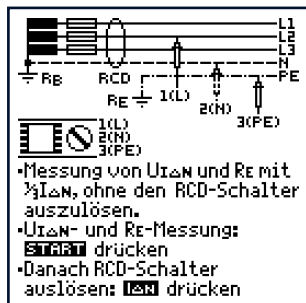 L1
L2
L3
N
PE
RB
RCD
RE
1(L)
2(N)
3(PE)
1(L)
2(N)
3(PE)
•Messung von UIΔN und RE mit
⅓IΔN, ohne den RCD-Schalter
auszulösen.
•UIΔN- und RE-Messung:
START drücken
•Danach RCD-Schalter
auslösen: IΔN drücken